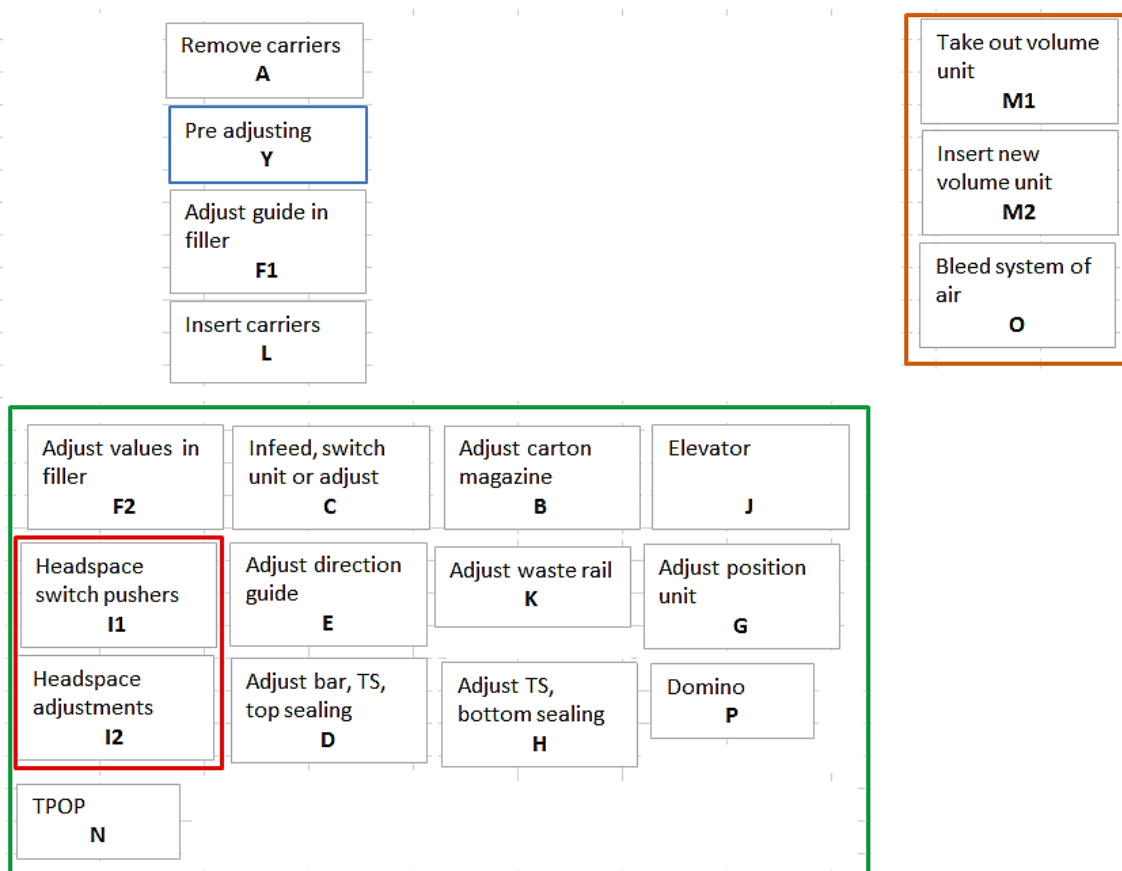 Remove carriers
A
Pre adjusting
Y
Adjust guide in
filler
F1
Insert carriers
L
Take out volume
unit
M1
Insert new
volume unit
M2
Bleed system of
air
O
Adjust values in
filler
F2
Infeed, switch
unit or adjust
C
Adjust carton
magazine
B
Elevator
J
Headspace
switch pushers
I1
Adjust direction
guide
E
Adjust waste rail
K
Adjust position
unit
G
Headspace
adjustments
I2
Adjust bar, TS,
top sealing
D
Adjust TS,
bottom sealing
H
Domino
P
TPOP
N